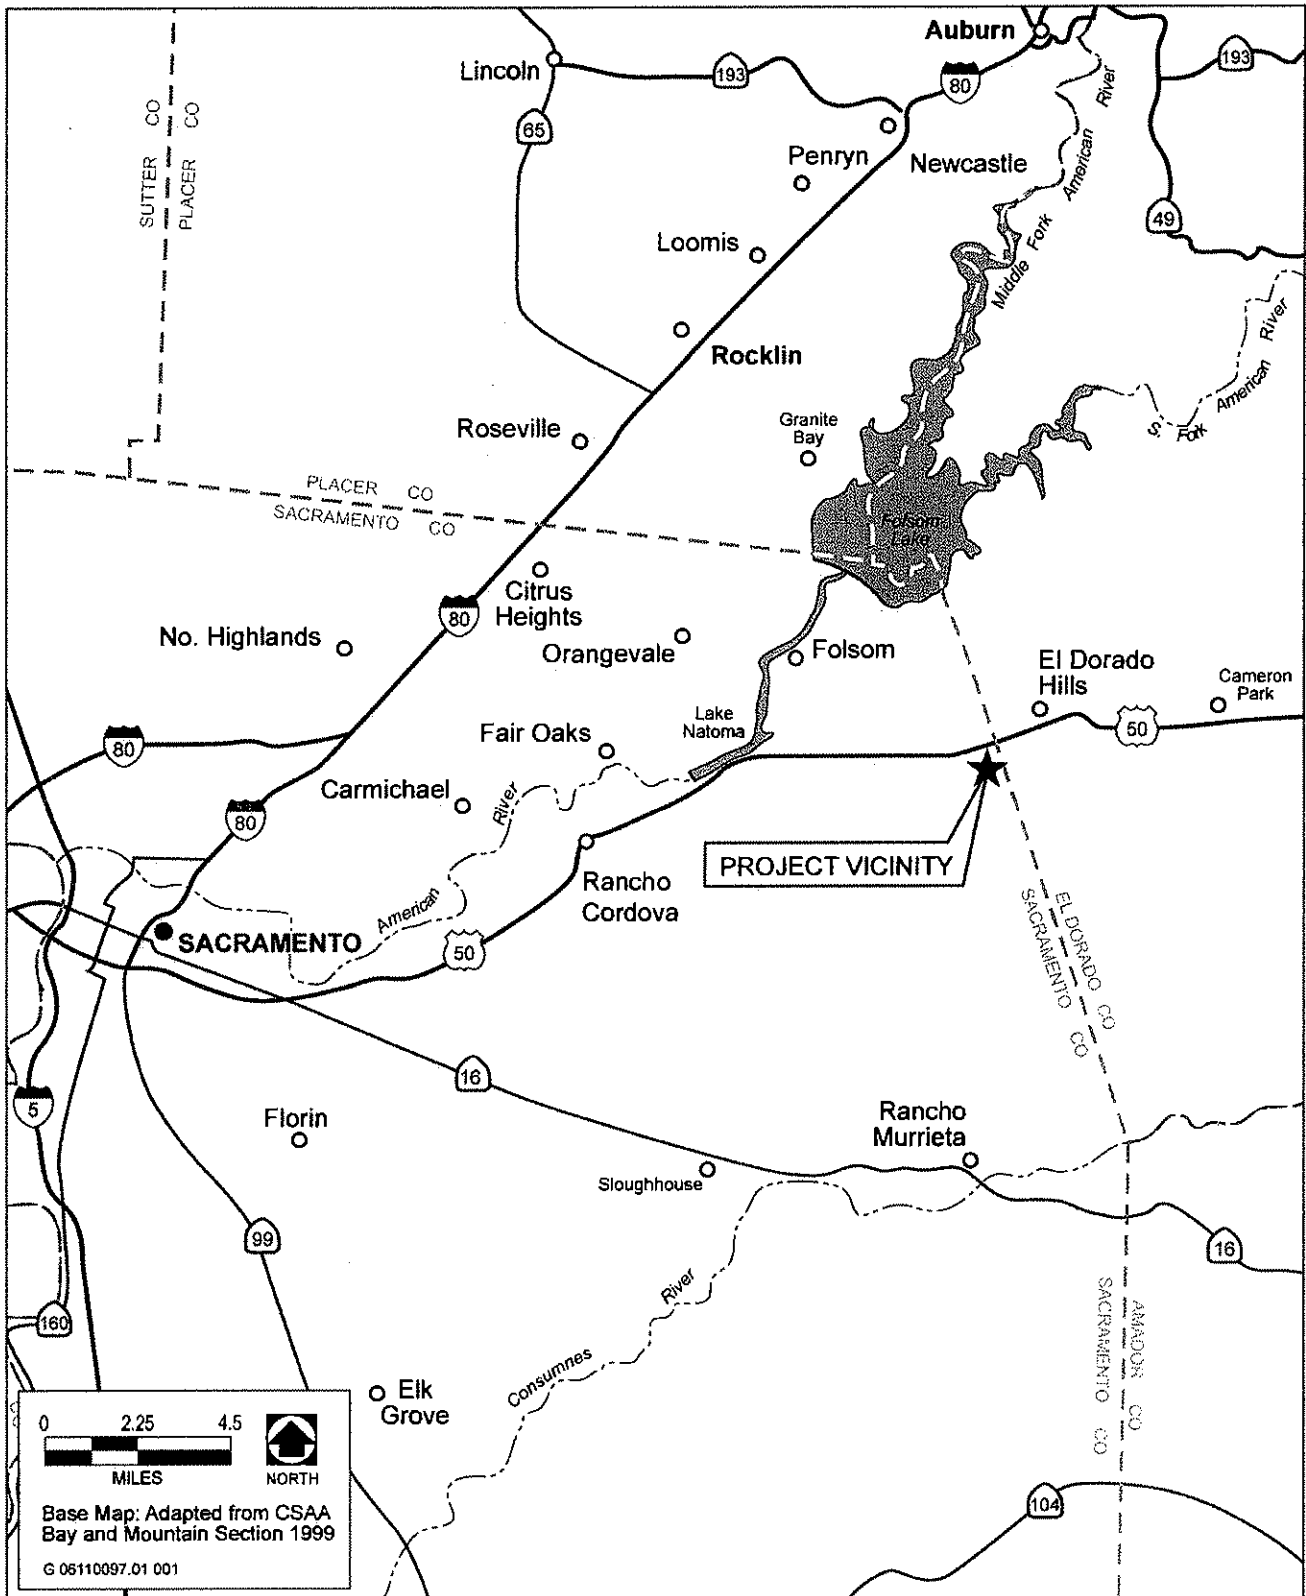 Auburn
Lincoln
193
80
193
65
River
SUTTER CO
PLACER CO
Penryn
Newcastle
American
49
Loomis
Fork
Middle
Rocklin
River
American
Fork
S.
Roseville
Granite
Bay
PLACER CO
SACRAMENTO CO
Folsom
Lake
Citrus
Heights
80
No. Highlands
Orangevale
Folsom
El Dorado
Hills
Cameron
Park
Lake
Natoma
50
80
Fair Oaks
Carmichael
River
80
PROJECT VICINITY
Rancho
Cordova
American
SACRAMENTO
50
EL DORADO CO
SACRAMENTO CO
16
5
Florin
Rancho
Murrieta
Sloughhouse
99
16
River
160
AMADOR CO
SACRAMENTO CO
Consumnes
Elk
Grove
0 2.25 4.5
MILES
NORTH
Base Map: Adapted from CSAA
Bay and Mountain Section 1999
G 06110097.01 001
104